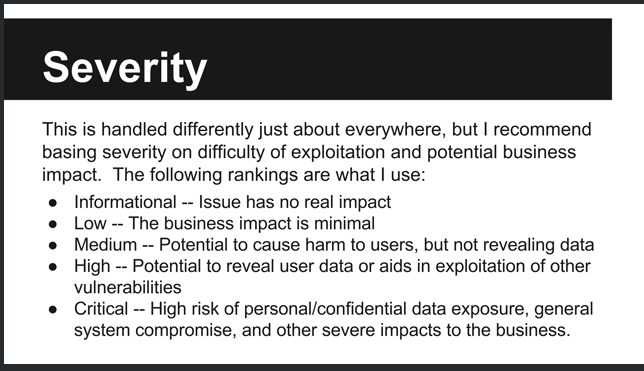 Severity
This is handled differently just about everywhere, but I recommend
basing severity on difficulty of exploitation and potential business
impact.  The following rankings are what I use:
● Informational -- Issue has no real impact
● Low -- The business impact is minimal
● Medium -- Potential to cause harm to users, but not revealing data
● High -- Potential to reveal user data or aids in exploitation of other
vulnerabilities
● Critical -- High risk of personal/confidential data exposure, general
system compromise, and other severe impacts to the business.